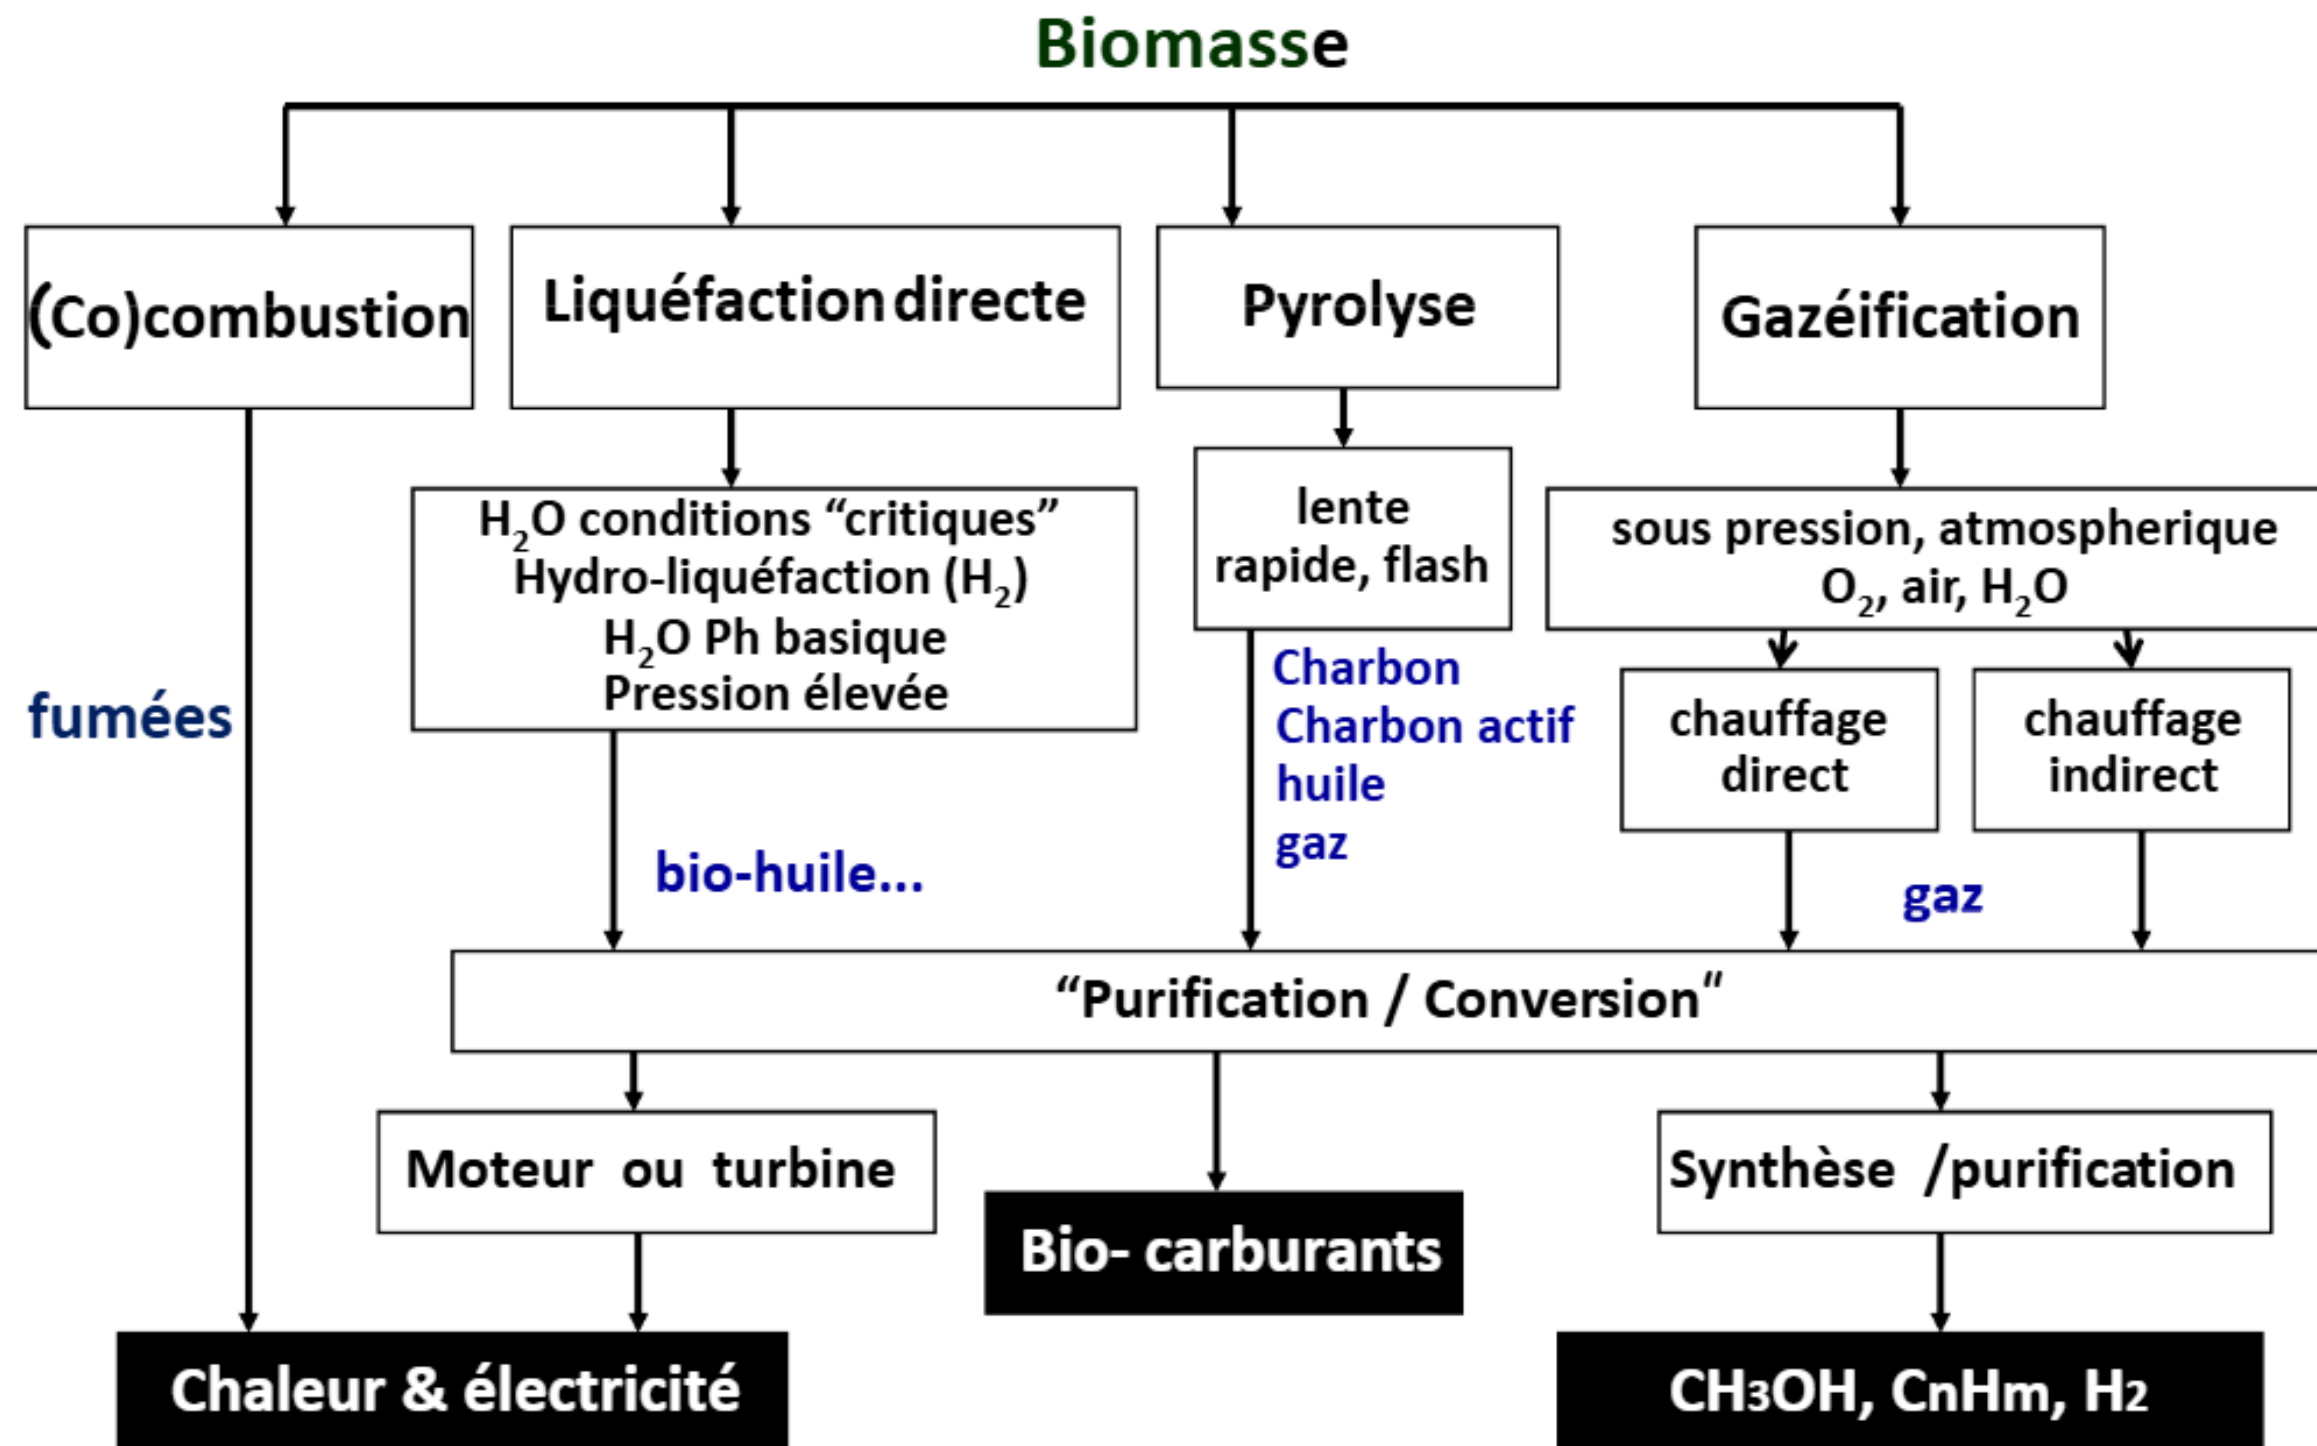 Biomasse
(Co)combustion
Liquéfaction directe
Pyrolyse
Gazéification
H₂O conditions “critiques”
Hydro-liquéfaction (H₂)
H₂O Ph basique
Pression élevée
lente
rapide, flash
sous pression, atmospherique
O₂, air, H₂O
fumées
bio-huile...
Charbon
Charbon actif
huile
gaz
chauffage
direct
chauffage
indirect
gaz
“Purification / Conversion"
Moteur ou turbine
Bio- carburants
Synthèse /purification
Chaleur & électricité
CH3OH, CnHm, H2